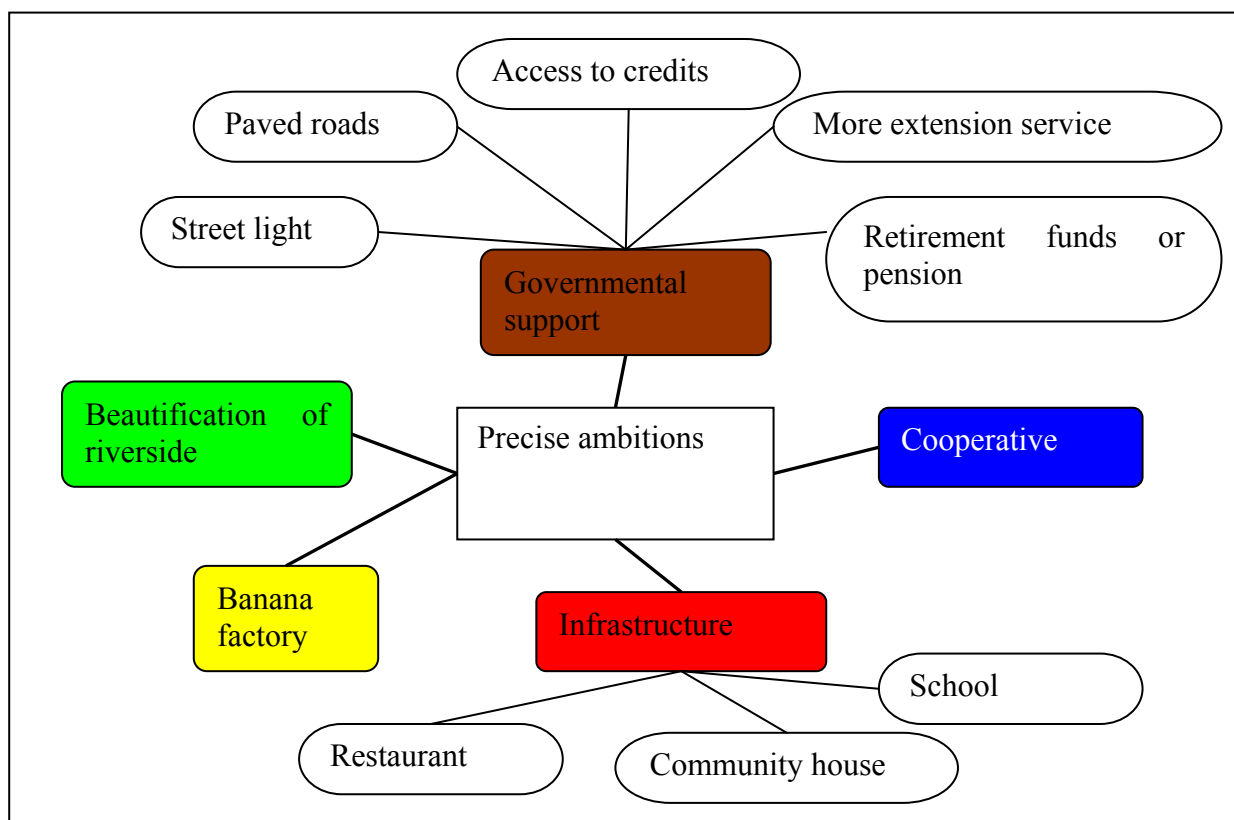 Access to credits
Paved roads
More extension service
Street light
Retirement funds or
pension
Governmental
support
Beautification of
riverside
Precise ambitions
Cooperative
Banana
factory
Infrastructure
School
Restaurant
Community house